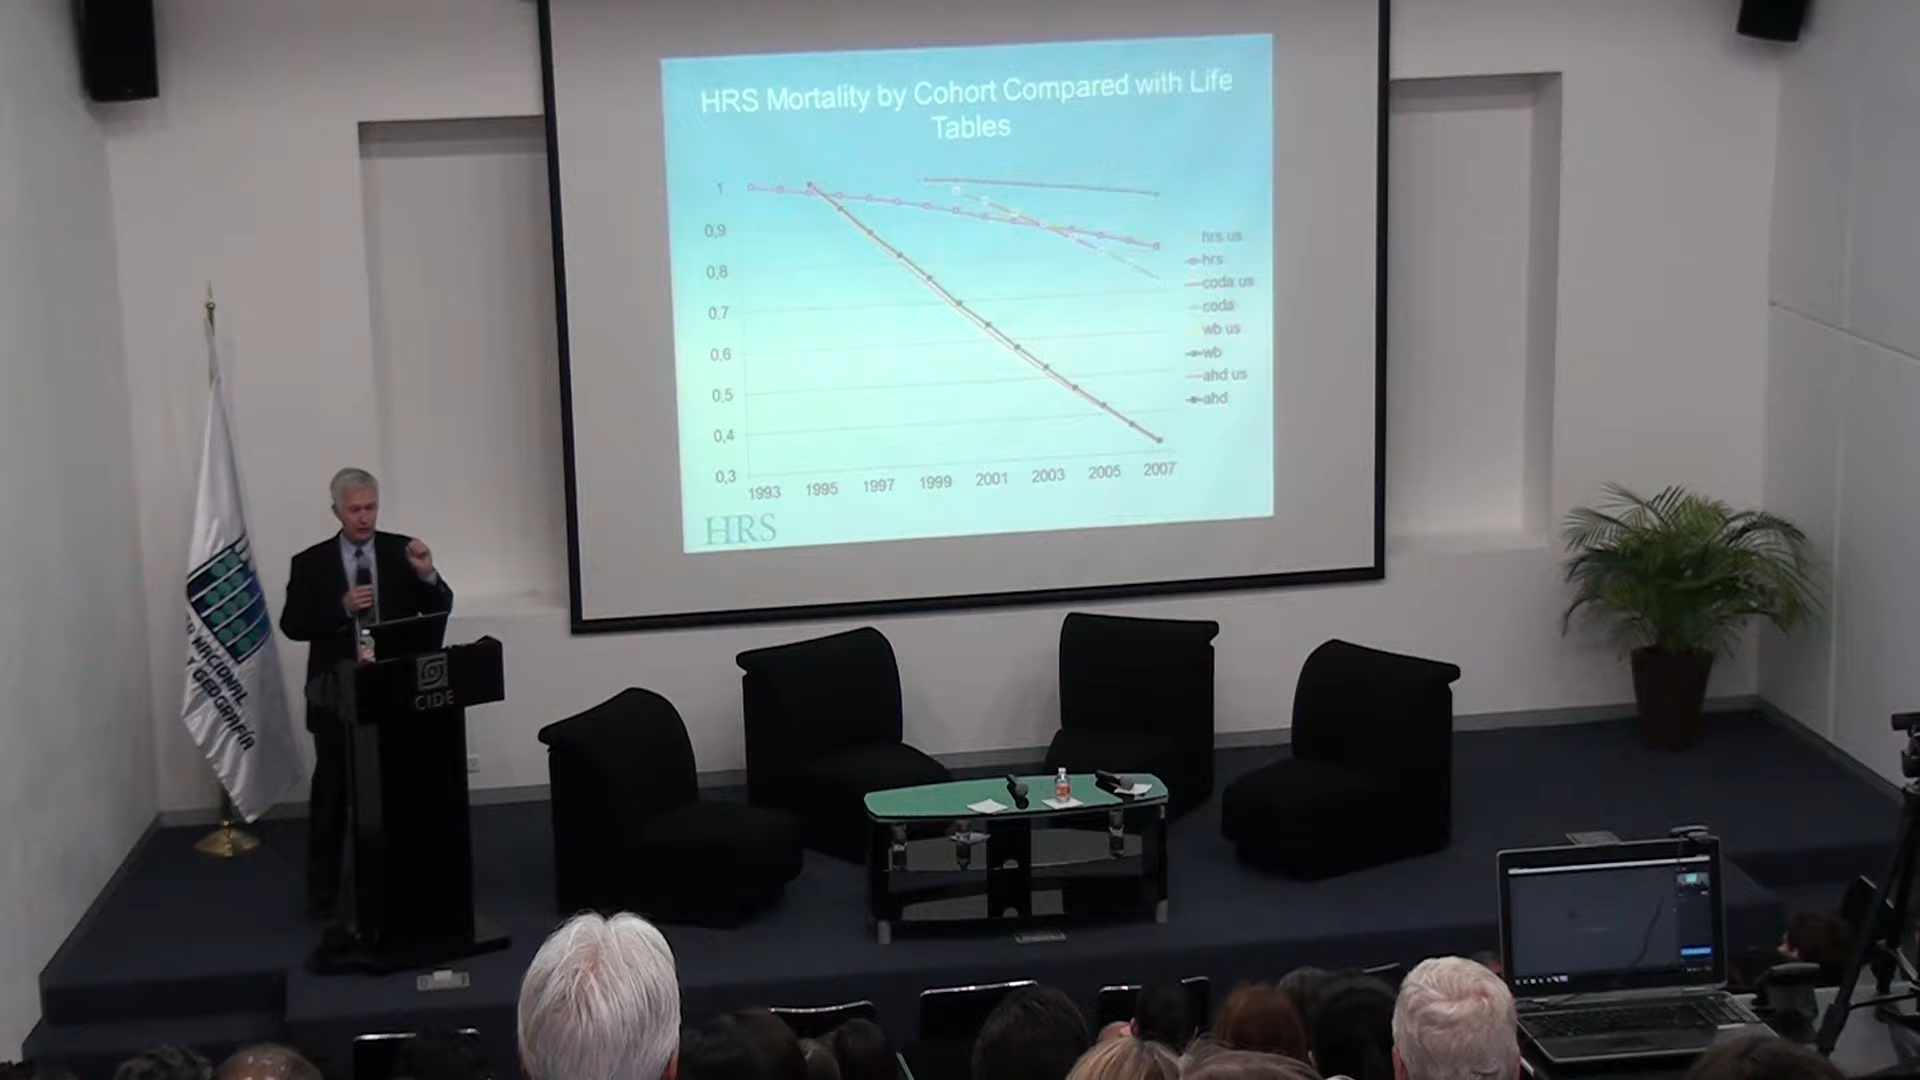 HRS Mortality by Cohort Compared with Life
Tables
1
0,9
0,8
0,7
0,6
0,5
0,4
0,3
1993 1995 1997 1999 2001 2003 2005 2007
hrs us
hrs
coda us
coda
wb us
wb
ahd us
ahd
HRS
NACIONAL
Y GEOGRAFÍA
CIDE